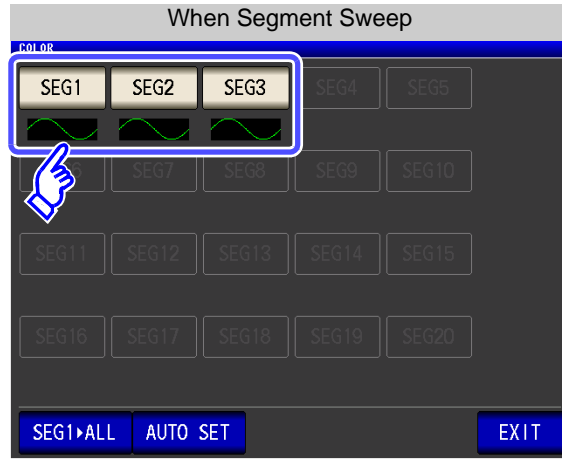 When Segment Sweep
COLOR
SEG1 SEG2 SEG3 SEG4 SEG5
6 SEG7 SEG8 SEG9 SEG10
SEG11 SEG12 SEG13 SEG14 SEG15
SEG16 SEG17 SEG18 SEG19 SEG20
SEG1▸ALL AUTO SET EXIT